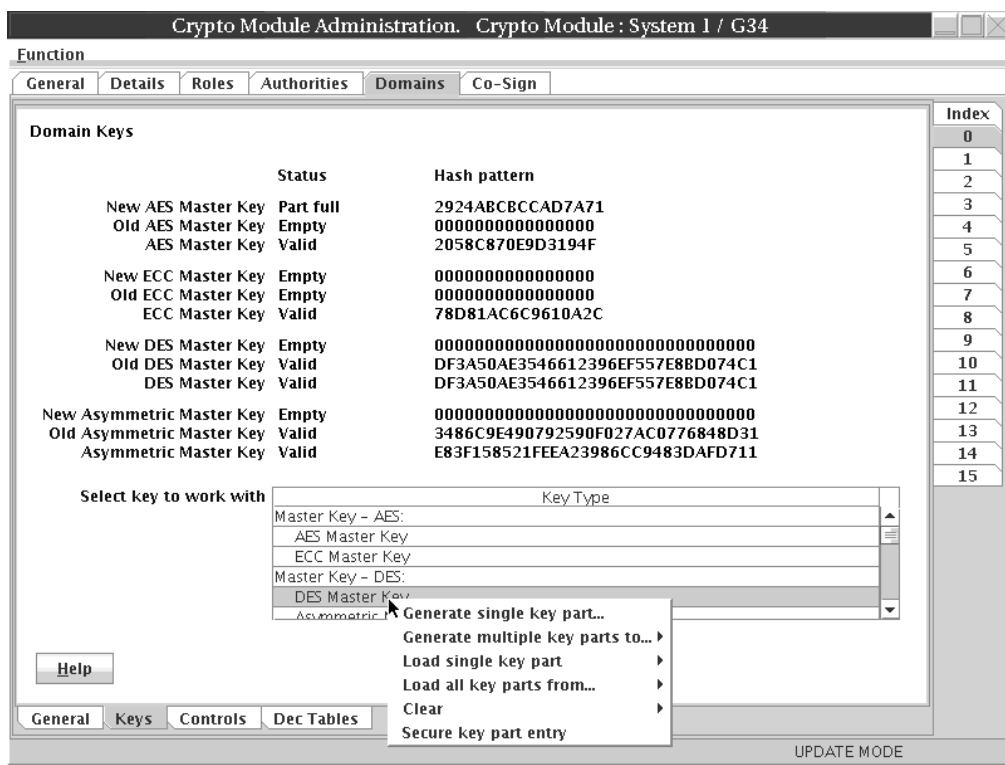 Crypto Module Administration. Crypto Module : System 1 / G34
Function
General Details Roles Authorities Domains Co-Sign
Index
0
1
2
3
4
5
6
7
8
9
10
11
12
13
14
15
Domain Keys
Status Hash pattern
New AES Master Key Part full 2924ABCBCCAD7A71
Old AES Master Key Empty 0000000000000000
AES Master Key Valid 2058C870E9D3194F
New ECC Master Key Empty 0000000000000000
Old ECC Master Key Empty 0000000000000000
ECC Master Key Valid 78D81AC6C9610A2C
New DES Master Key Empty 00000000000000000000000000000000
Old DES Master Key Valid DF3A50AE3546612396EF557E8BD074C1
DES Master Key Valid DF3A50AE3546612396EF557E8BD074C1
New Asymmetric Master Key Empty 00000000000000000000000000000000
Old Asymmetric Master Key Valid 3486C9E490792590F027AC0776848D31
Asymmetric Master Key Valid E83F158521FEEA23986CC9483DAFD711
Select key to work with
Key Type
Master Key – AES:
AES Master Key
ECC Master Key
Master Key – DES:
DES Master Key
Asymmetric
Generate single key part...
Generate multiple key parts to...
Load single key part
Load all key parts from...
Clear
Secure key part entry
Help
General Keys Controls Dec Tables
UPDATE MODE